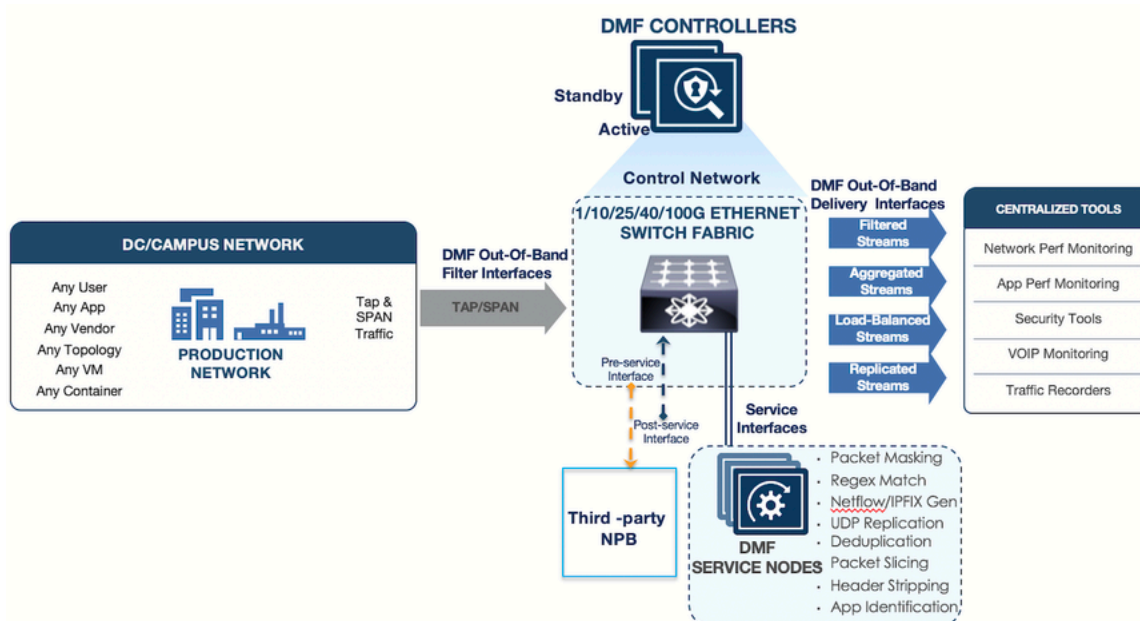 DMF CONTROLLERS
Standby
Active
Control Network
DC/CAMPUS NETWORK
Any User
Any App
Any Vendor
Any Topology
Any VM
Any Container
PRODUCTION
NETWORK
Tap &
SPAN
Traffic
DMF Out-Of-Band
Filter Interfaces
TAP/SPAN
1/10/25/40/100G ETHERNET
SWITCH FABRIC
Pre-service
Interface
Post-service
Interface
Service
Interfaces
DMF Out-Of-Band
Delivery Interfaces
Filtered
Streams
Aggregated
Streams
Load-Balanced
Streams
Replicated
Streams
CENTRALIZED TOOLS
Network Perf Monitoring
App Perf Monitoring
Security Tools
VOIP Monitoring
Traffic Recorders
Third -party
NPB
DMF
SERVICE NODES
· Packet Masking
· Regex Match
· Netflow/IPFIX Gen
· UDP Replication
· Deduplication
· Packet Slicing
· Header Stripping
· App Identification